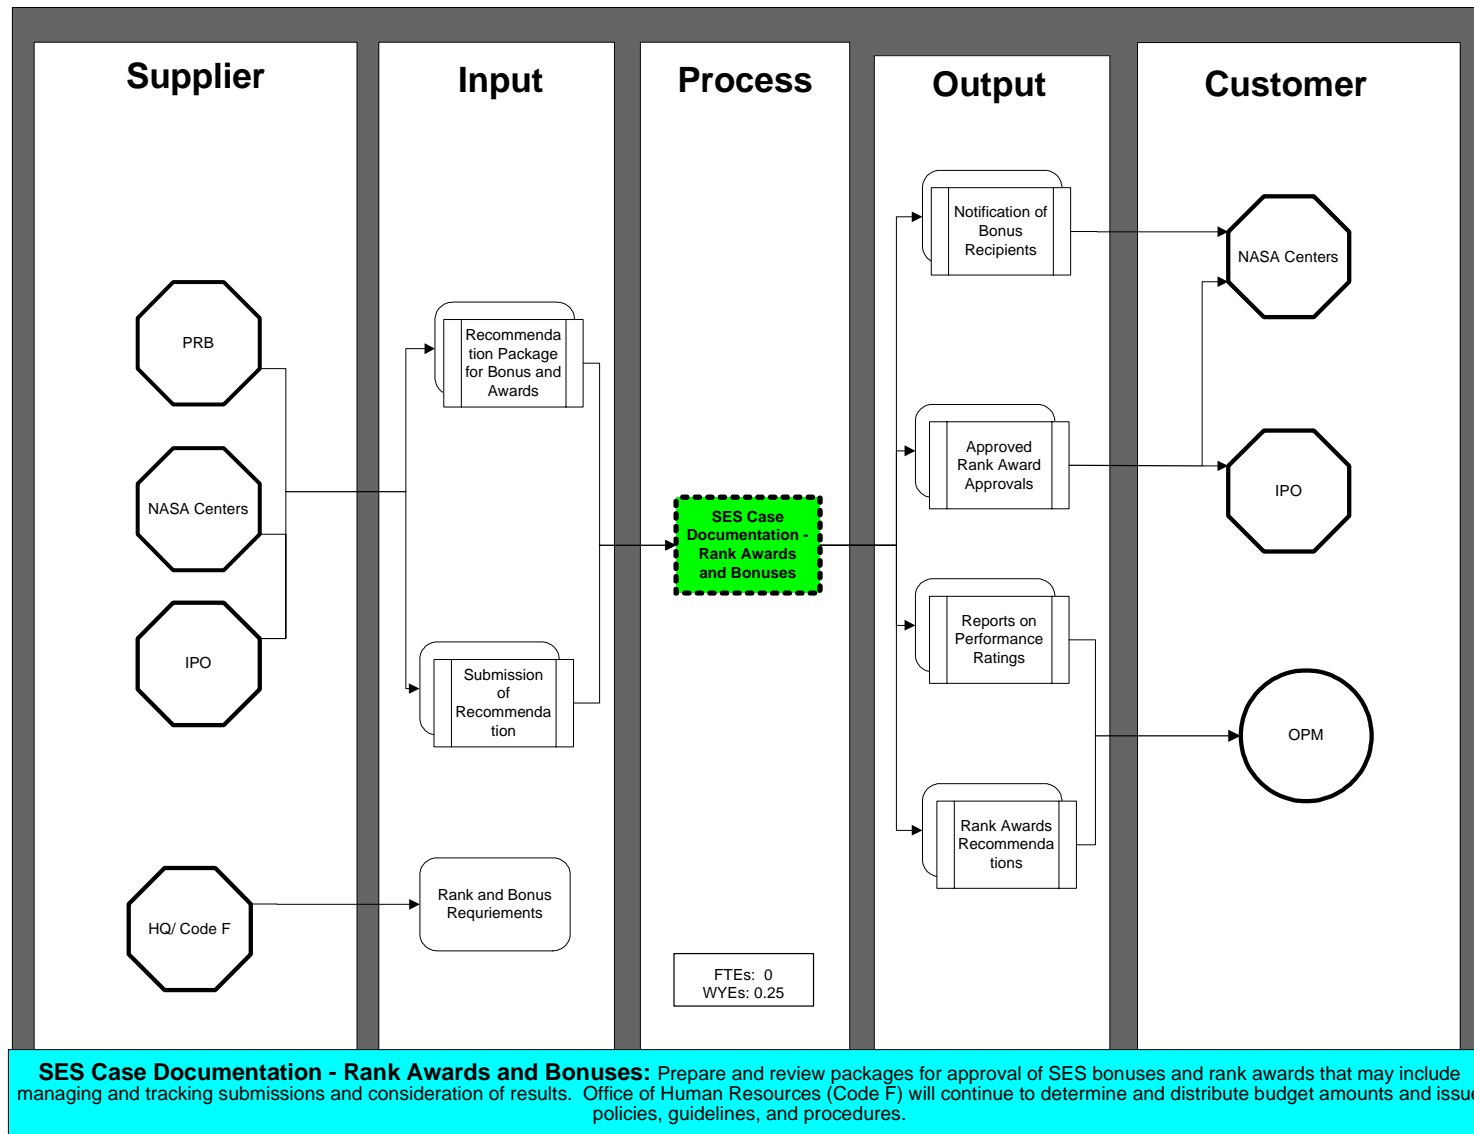 Supplier
Input
Process
Output
Customer
PRB
NASA Centers
IPO
HQ/ Code F
Recommenda
tion Package
for Bonus and
Awards
Submission
of
Recommenda
tion
Rank and Bonus
Requriements
SES Case
Documentation -
Rank Awards
and Bonuses
FTEs:  0
WYEs: 0.25
Notification of
Bonus
Recipients
Approved
Rank Award
Approvals
Reports on
Performance
Ratings
Rank Awards
Recommenda
tions
NASA Centers
IPO
OPM
SES Case Documentation - Rank Awards and Bonuses: Prepare and review packages for approval of SES bonuses and rank awards that may include
managing and tracking submissions and consideration of results.  Office of Human Resources (Code F) will continue to determine and distribute budget amounts and issue
policies, guidelines, and procedures.